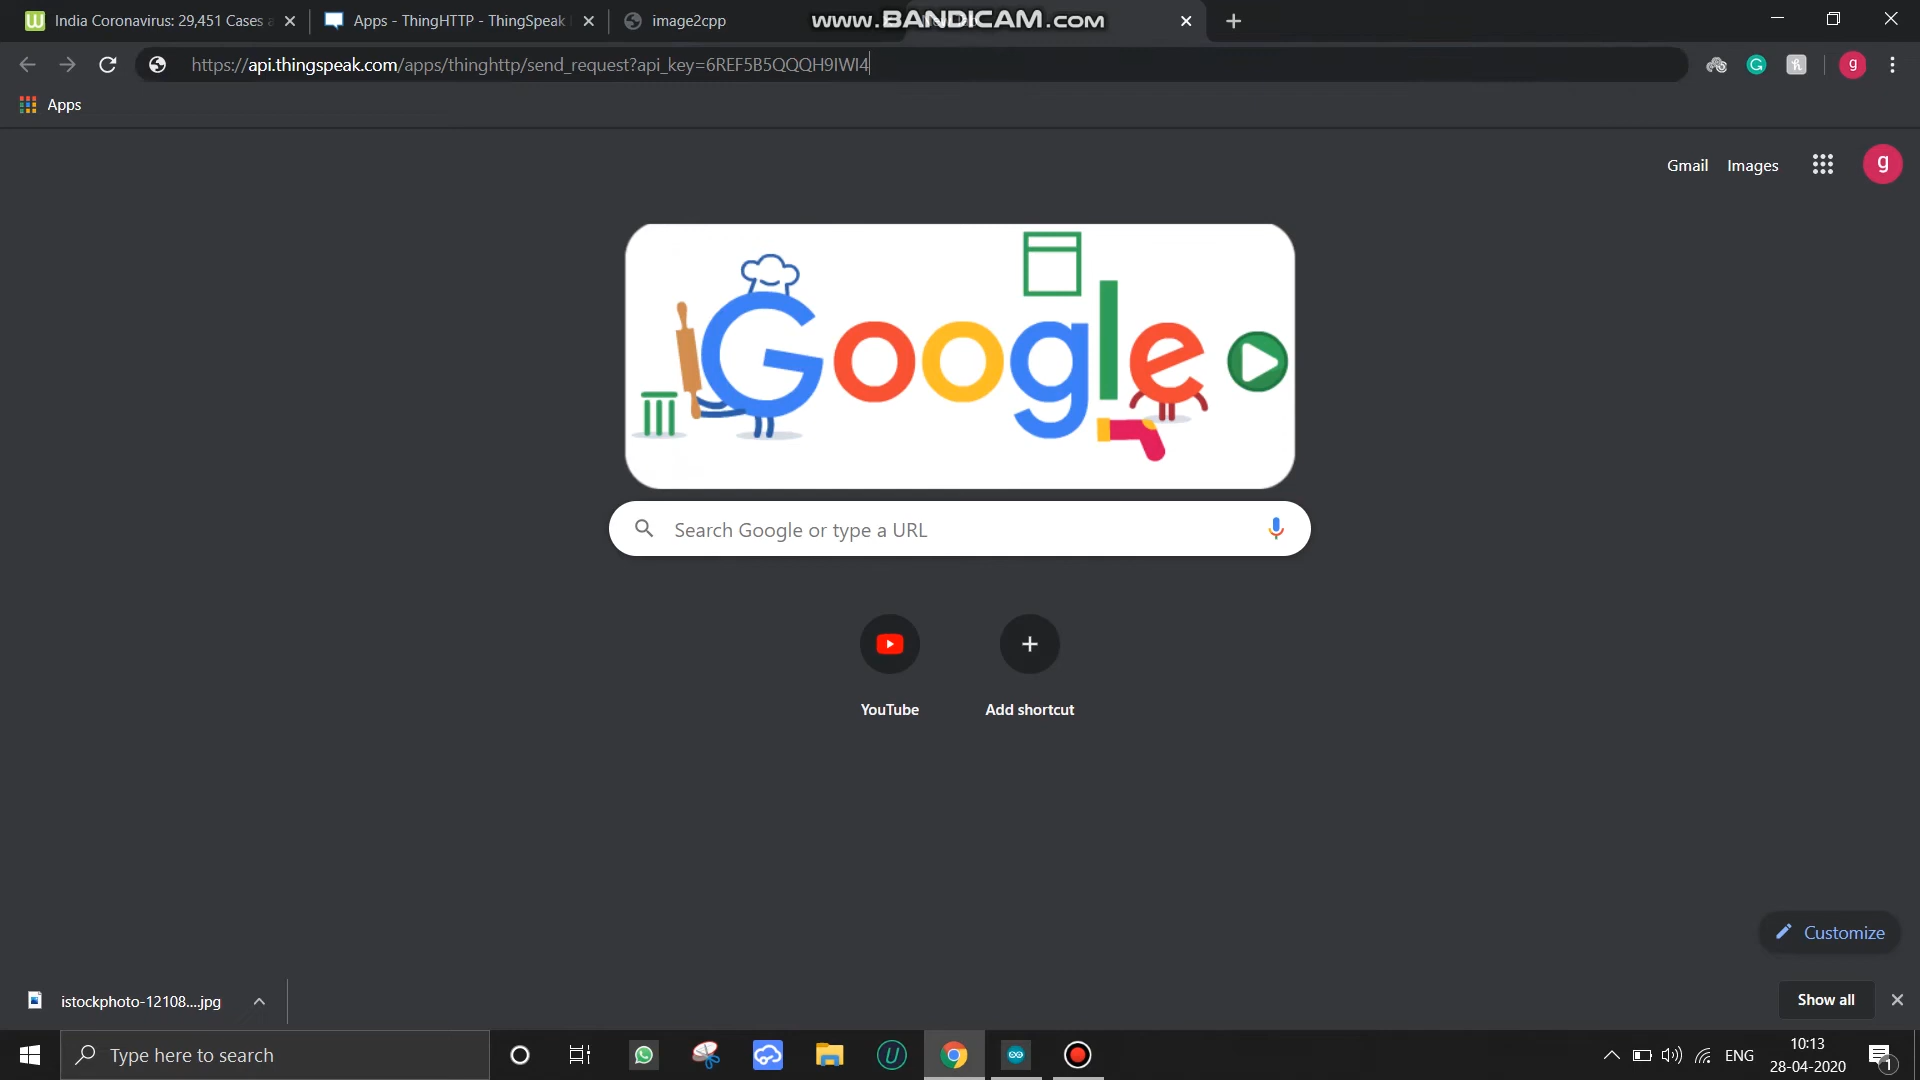 India Coronavirus: 29,451 Cases a
Apps - ThingHTTP - ThingSpeak
image2cpp
www.BANDICAM.com
https://api.thingspeak.com/apps/thinghttp/send_request?api_key=6REF5B5QQQH9IWI4
g
Apps
Gmail
Images
g
Google
Search Google or type a URL
YouTube
Add shortcut
Customize
istockphoto-12108....jpg
Show all
Type here to search
ENG
10:13
28-04-2020
1